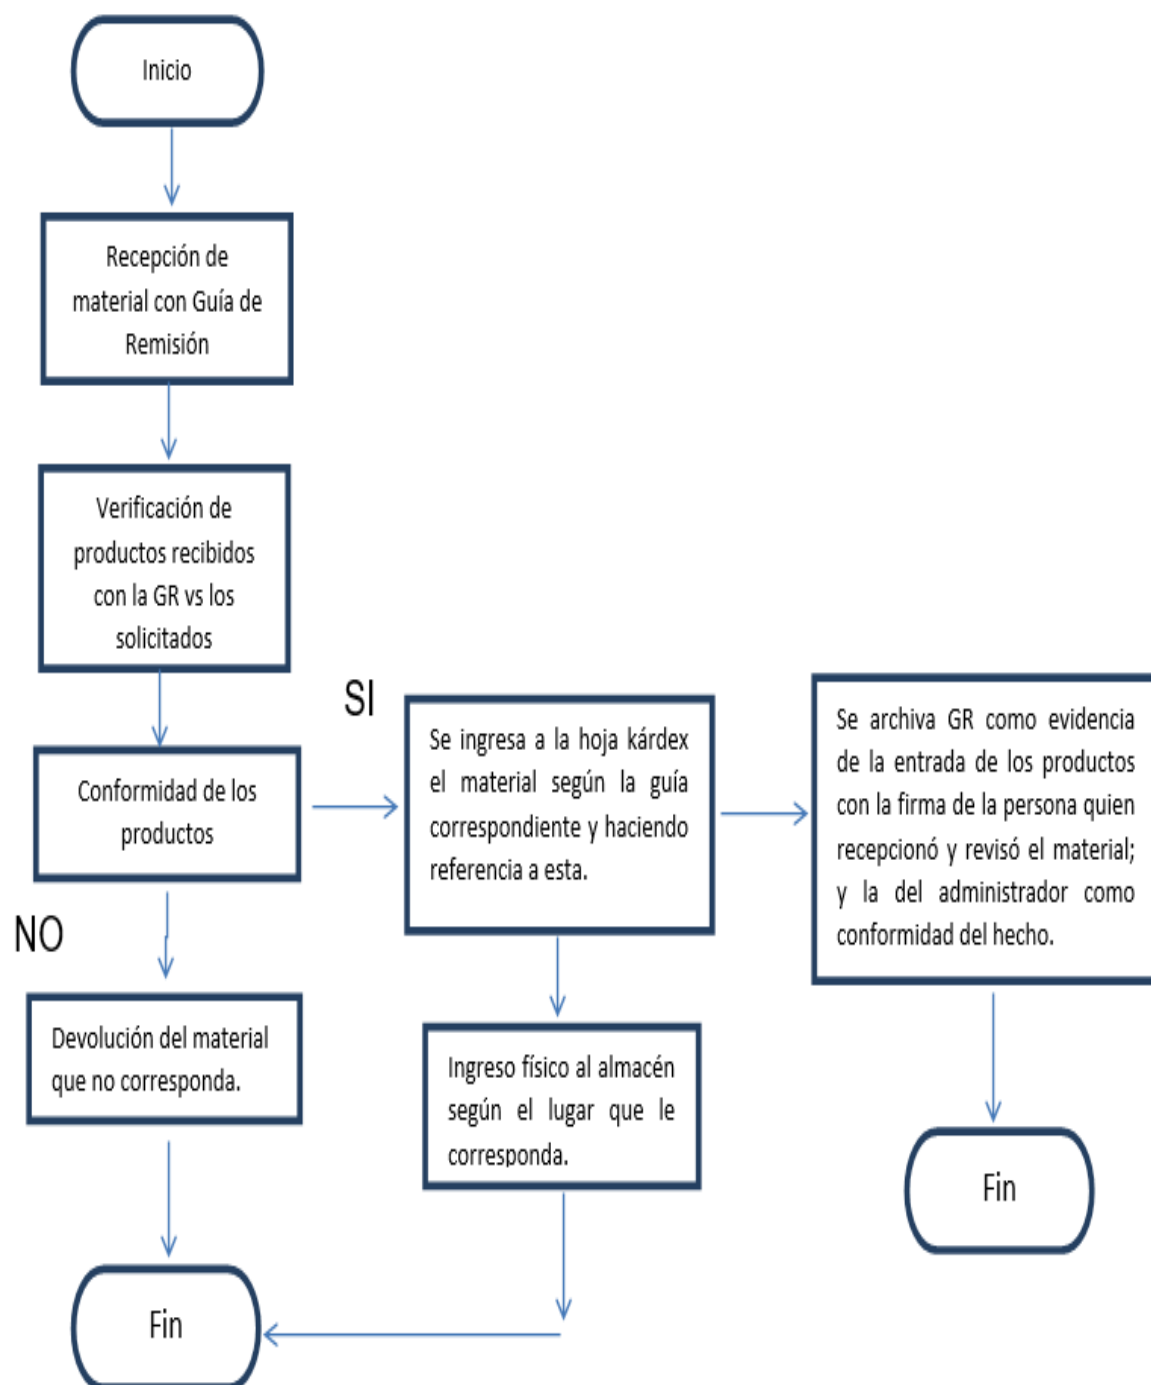 Inicio
Recepción de
material con Guía de
Remisión
Verificación de
productos recibidos
con la GR vs los
solicitados
Conformidad de los
productos
SI
Se ingresa a la hoja kárdex
el material según la guía
correspondiente y haciendo
referencia a esta.
Se archiva GR como evidencia
de la entrada de los productos
con la firma de la persona quien
recepcionó y revisó el material;
y la del administrador como
conformidad del hecho.
NO
Devolución del material
que no corresponda.
Ingreso físico al almacén
según el lugar que le
corresponda.
Fin
Fin